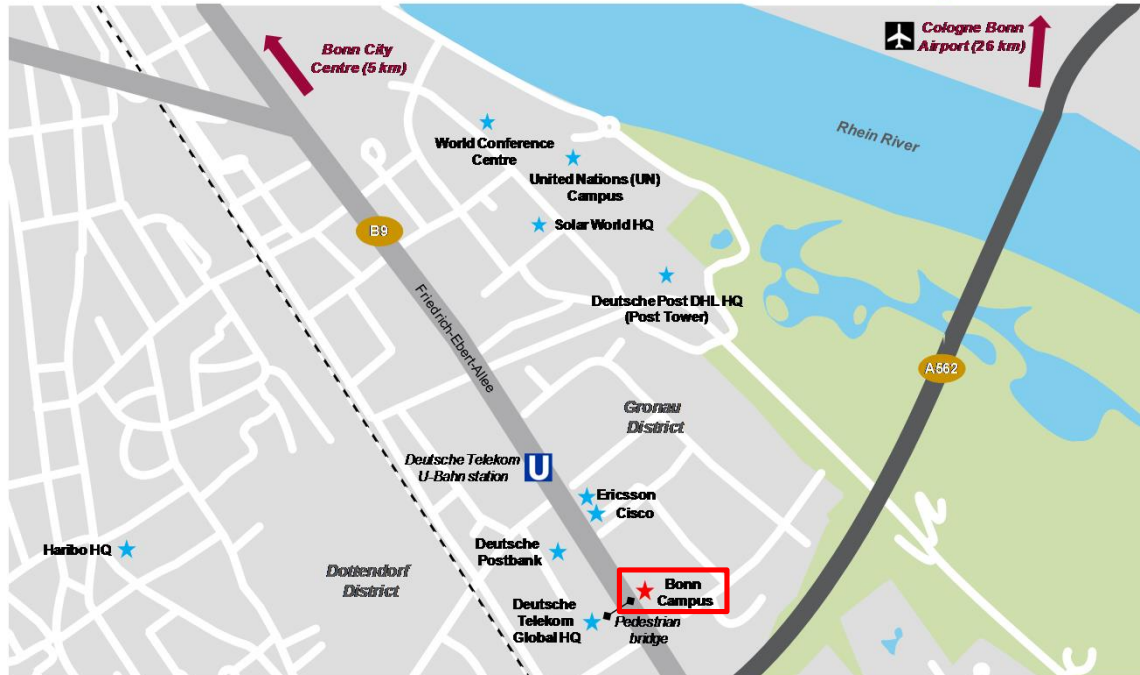 Bonn City
Centre (5 km)
Cologne Bonn
Airport (26 km)
Rhein River
World Conference
Centre
United Nations (UN)
Campus
Solar World HQ
B9
Deutsche Post DHL HQ
(Post Tower)
Friedrich-Ebert-Allee
A562
Gronau
District
Deutsche Telekom
U-Bahn station
U
Ericsson
Cisco
Haribo HQ
Deutsche
Postbank
Dottendorf
District
Bonn
Campus
Deutsche
Telekom
Global HQ
Pedestrian
bridge